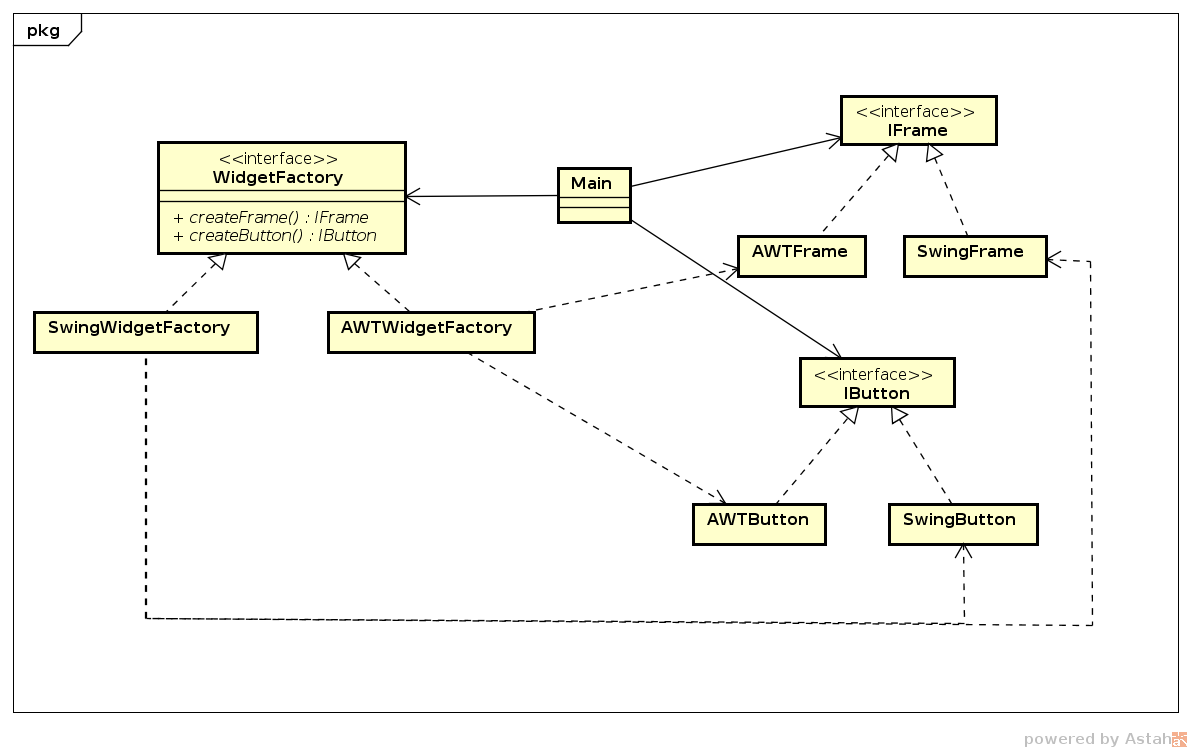 pkg
<<interface>>
IFrame
<<interface>>
WidgetFactory
+ createFrame() : IFrame
+ createButton() : IButton
Main
AWTFrame
SwingFrame
SwingWidgetFactory
AWTWidgetFactory
<<interface>>
IButton
AWTButton
SwingButton
powered by Astah